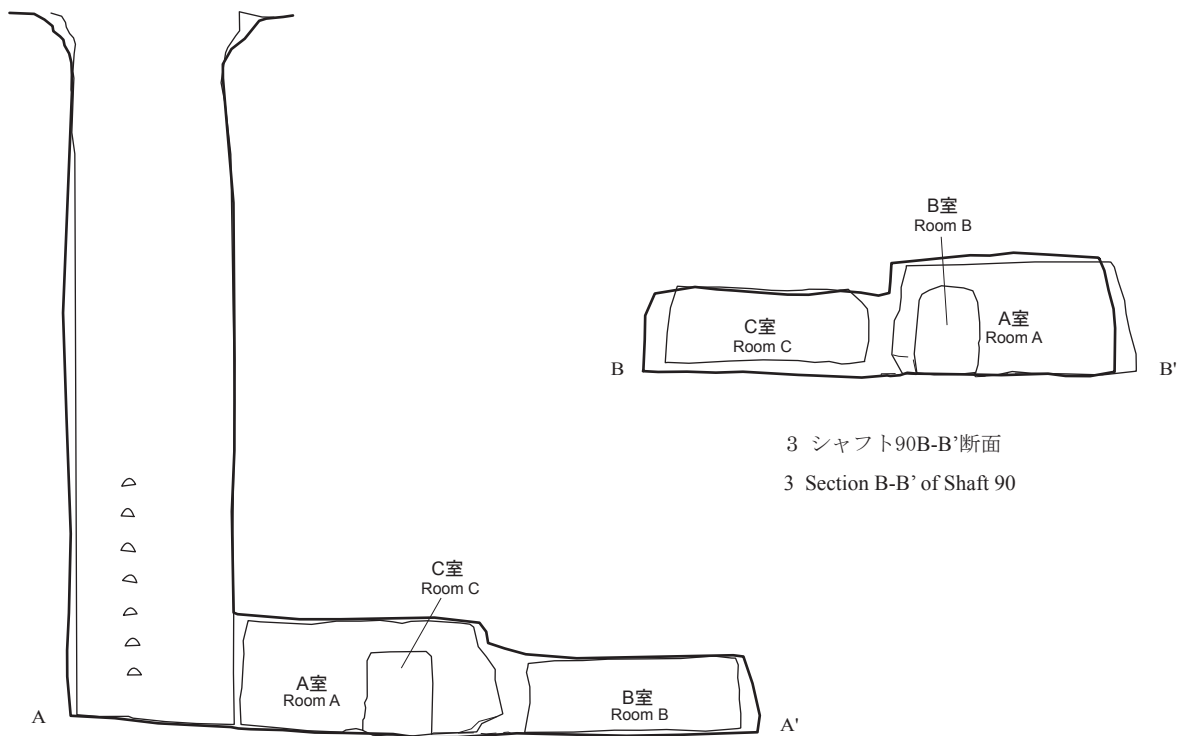 B室
Room B
C室
Room C
A室
Room A
B
B'
3 シャフト90B-B’断面
3 Section B-B’ of Shaft 90
C室
Room C
A室
Room A
B室
Room B
A
A'